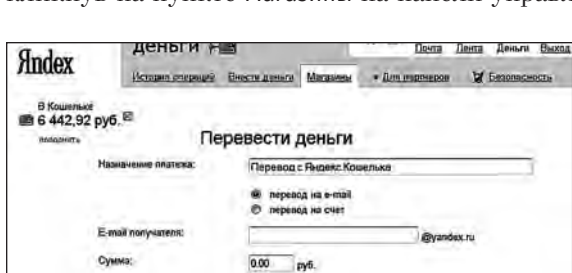 деньги
Почта Лента Деньги Выход
Яndex
История операций Внести деньги Магазины Для партнеров Безопасность
В Кошельке
6 442,92 руб.
пополнить
Перевести деньги
Назначение платежа: Перевод с Яндекс.Кошелька
перевод на e-mail
перевод на счет
E-mail получателя: @yandex.ru
Сумма: 0.00 руб.